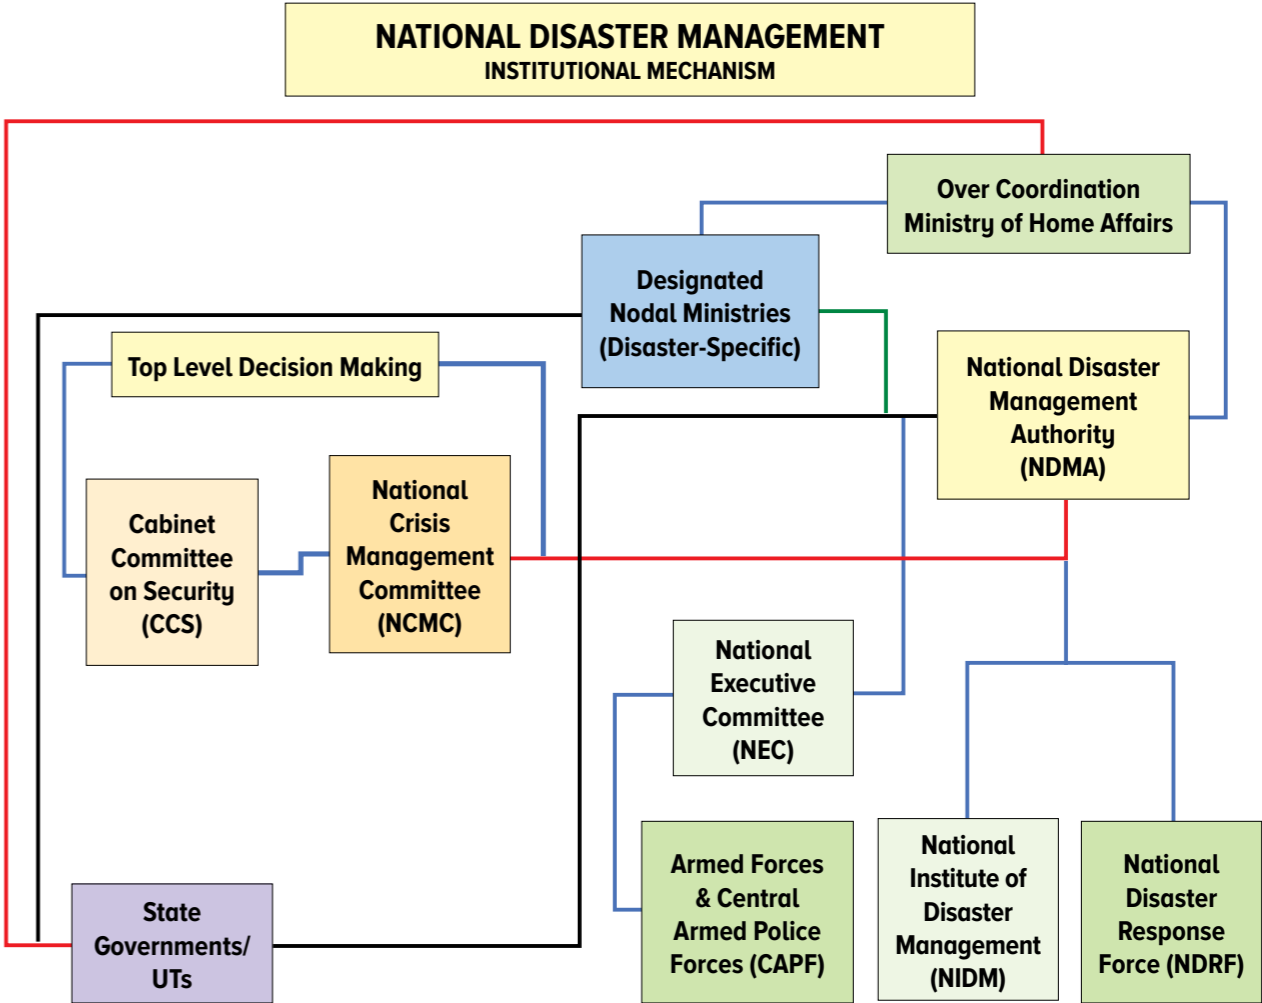 NATIONAL DISASTER MANAGEMENT
INSTITUTIONAL MECHANISM
Over Coordination
Ministry of Home Affairs
Designated
Nodal Ministries
(Disaster-Specific)
Top Level Decision Making
National Disaster
Management
Authority
(NDMA)
Cabinet
Committee
on Security
(CCS)
National
Crisis
Management
Committee
(NCMC)
National
Executive
Committee
(NEC)
State
Governments/
UTs
Armed Forces
& Central
Armed Police
Forces (CAPF)
National
Institute of
Disaster
Management
(NIDM)
National
Disaster
Response
Force (NDRF)